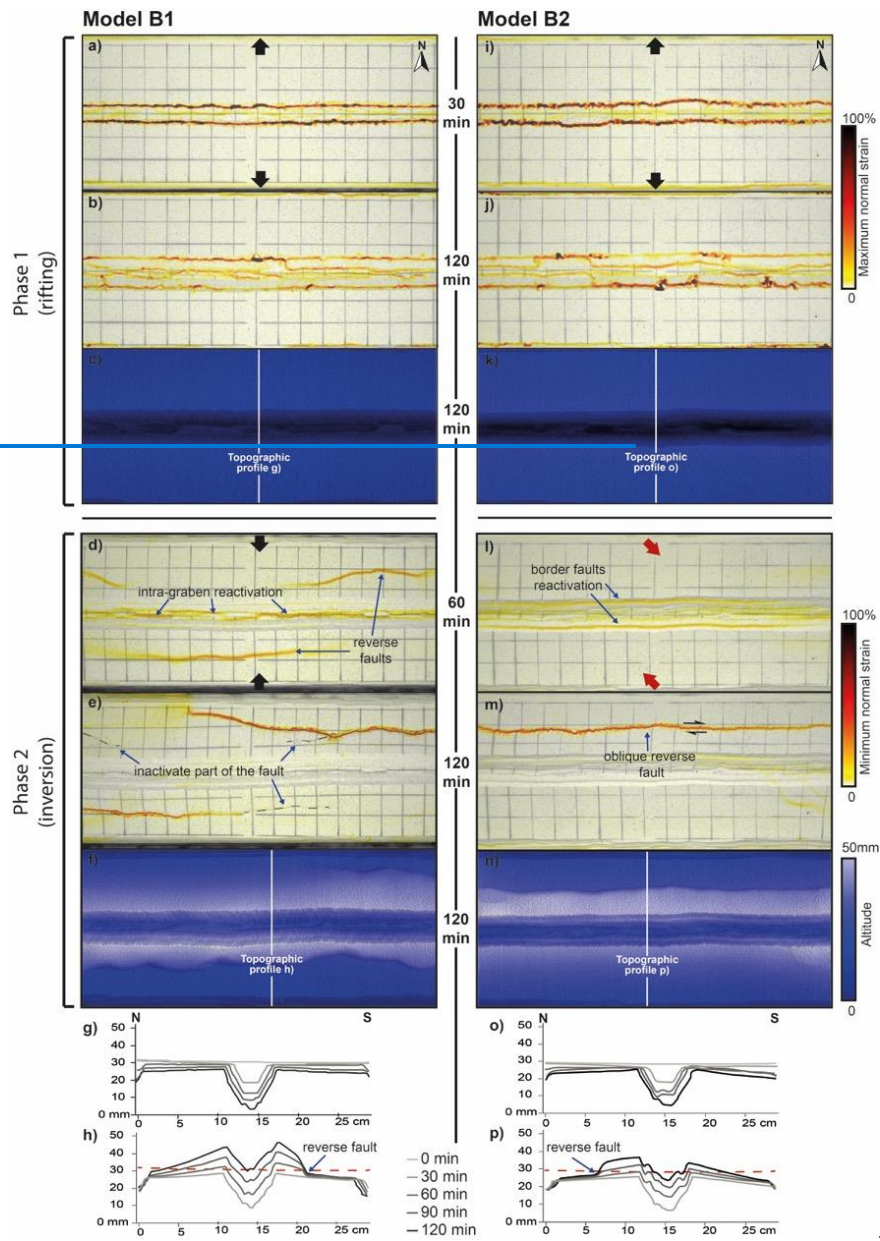 Model B1
Model B2
a)
N
i)
N
30
min
100%
Maximum normal strain
0
b)
j)
120
min
Phase 1
(rifting)
c)
k)
120
min
Topographic
profile g)
Topographic
profile o)
d)
intra-graben reactivation
reverse
faults
l)
border faults
reactivation
60
min
100%
Minimum normal strain
0
e)
inactivate part of the fault
m)
oblique reverse
fault
120
min
Phase 2
(inversion)
f)
n)
120
min
Topographic
profile h)
Topographic
profile p)
50mm
Altitude
0
N
S
N
S
g)
50
40
30
20
10
0 mm
0
5
10
15
20
25 cm
o)
50
40
30
20
10
0 mm
0
5
10
15
20
25 cm
h)
50
40
30
20
10
0 mm
0
5
10
15
20
25 cm
reverse fault
0 min
30 min
60 min
90 min
120 min
p)
50
40
30
20
10
0 mm
0
5
10
15
20
25 cm
reverse fault